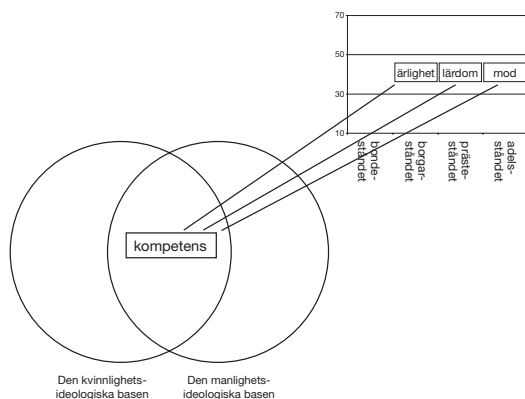 70
50
30
10
ärlighet lärdom mod
bonde-
ståndet
borgar-
ståndet
präste-
ståndet
adels-
ståndet
kompetens
Den kvinnlighets-
ideologiska basen
Den manlighets-
ideologiska basen